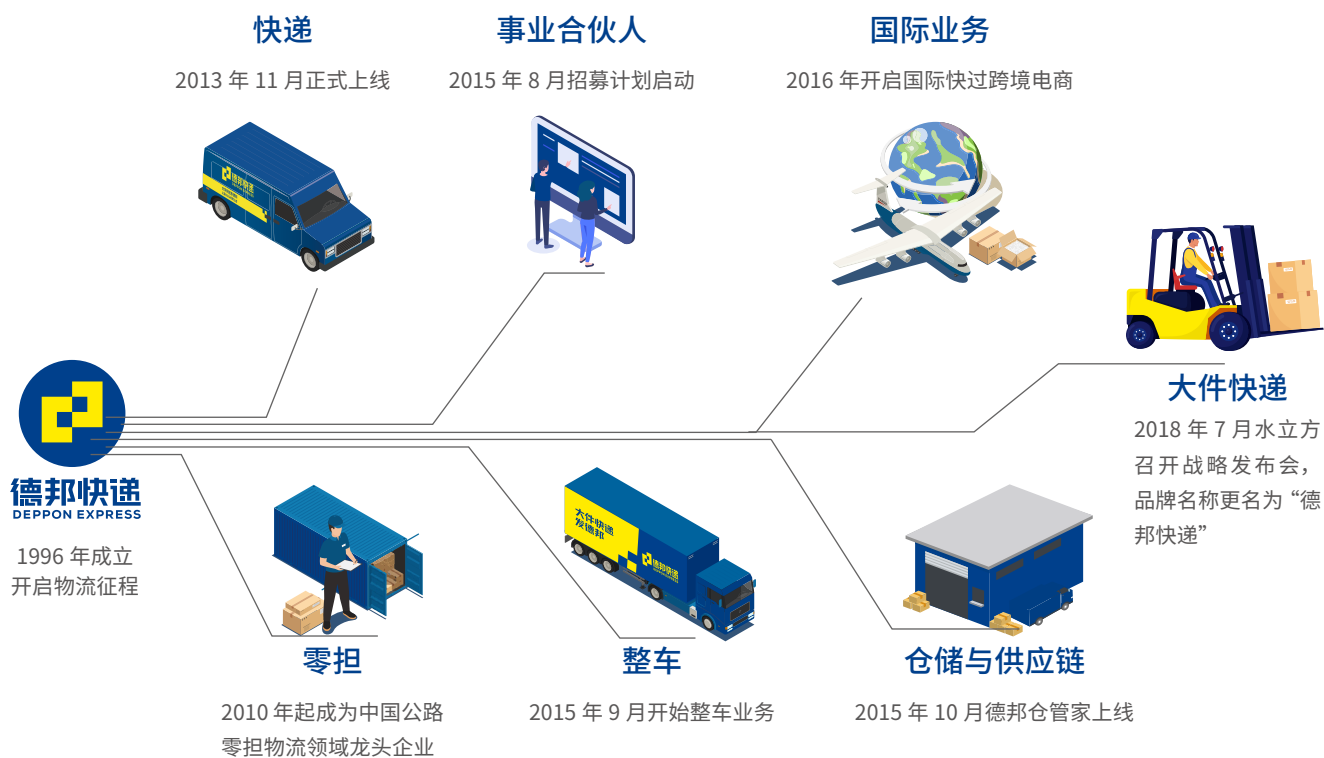 快递
2013 年 11 月正式上线
事业合伙人
2015 年 8 月招募计划启动
国际业务
2016 年开启国际快过跨境电商
德邦快递
大件快递
2018 年 7 月水立方
召开战略发布会，
品牌名称更名为“德
邦快递”
德邦快递
DEPPON EXPRESS
1996 年成立
开启物流征程
大件快递
发德邦
德邦快递
零担
2010 年起成为中国公路
零担物流领域龙头企业
整车
2015 年 9 月开始整车业务
仓储与供应链
2015 年 10 月德邦仓管家上线